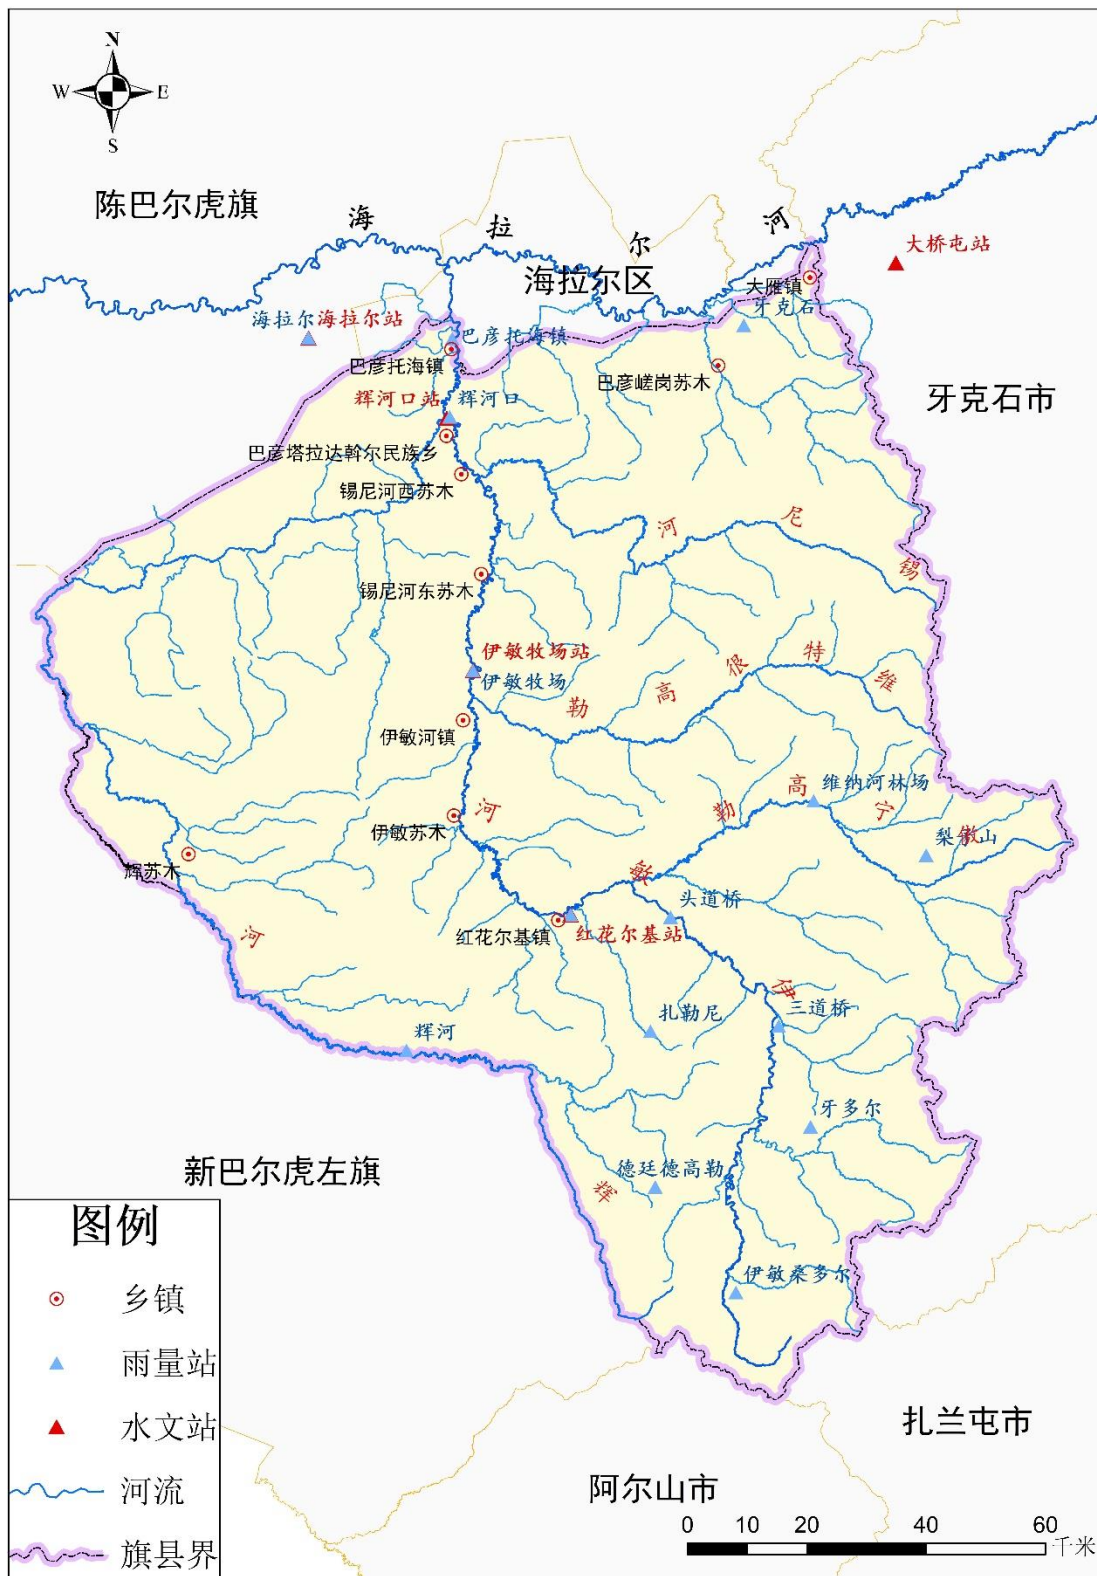 N
W
E
S
陈巴尔虎旗
海拉尔河
大桥屯站
海拉尔区
大雁镇
牙克石
海拉尔
海拉尔站
巴彦托海镇
巴彦托海镇
巴彦嵯岗苏木
牙克石市
辉河口站
辉河口
巴彦塔拉达斡尔民族乡
锡尼河西苏木
锡尼河
锡尼河东苏木
伊敏牧场站
伊敏牧场
维特很高勒
伊敏河镇
维纳河林场
伊敏苏木
敖宁高勒
梨子山
辉苏木
头道桥
红花尔基镇
红花尔基站
伊敏河
三道桥
扎勒尼
辉河
辉河
牙多尔
新巴尔虎左旗
德廷德高勒
伊敏桑多尔
图例
乡镇
雨量站
水文站
河流
旗县界
扎兰屯市
阿尔山市
0 10 20 40 60
千米